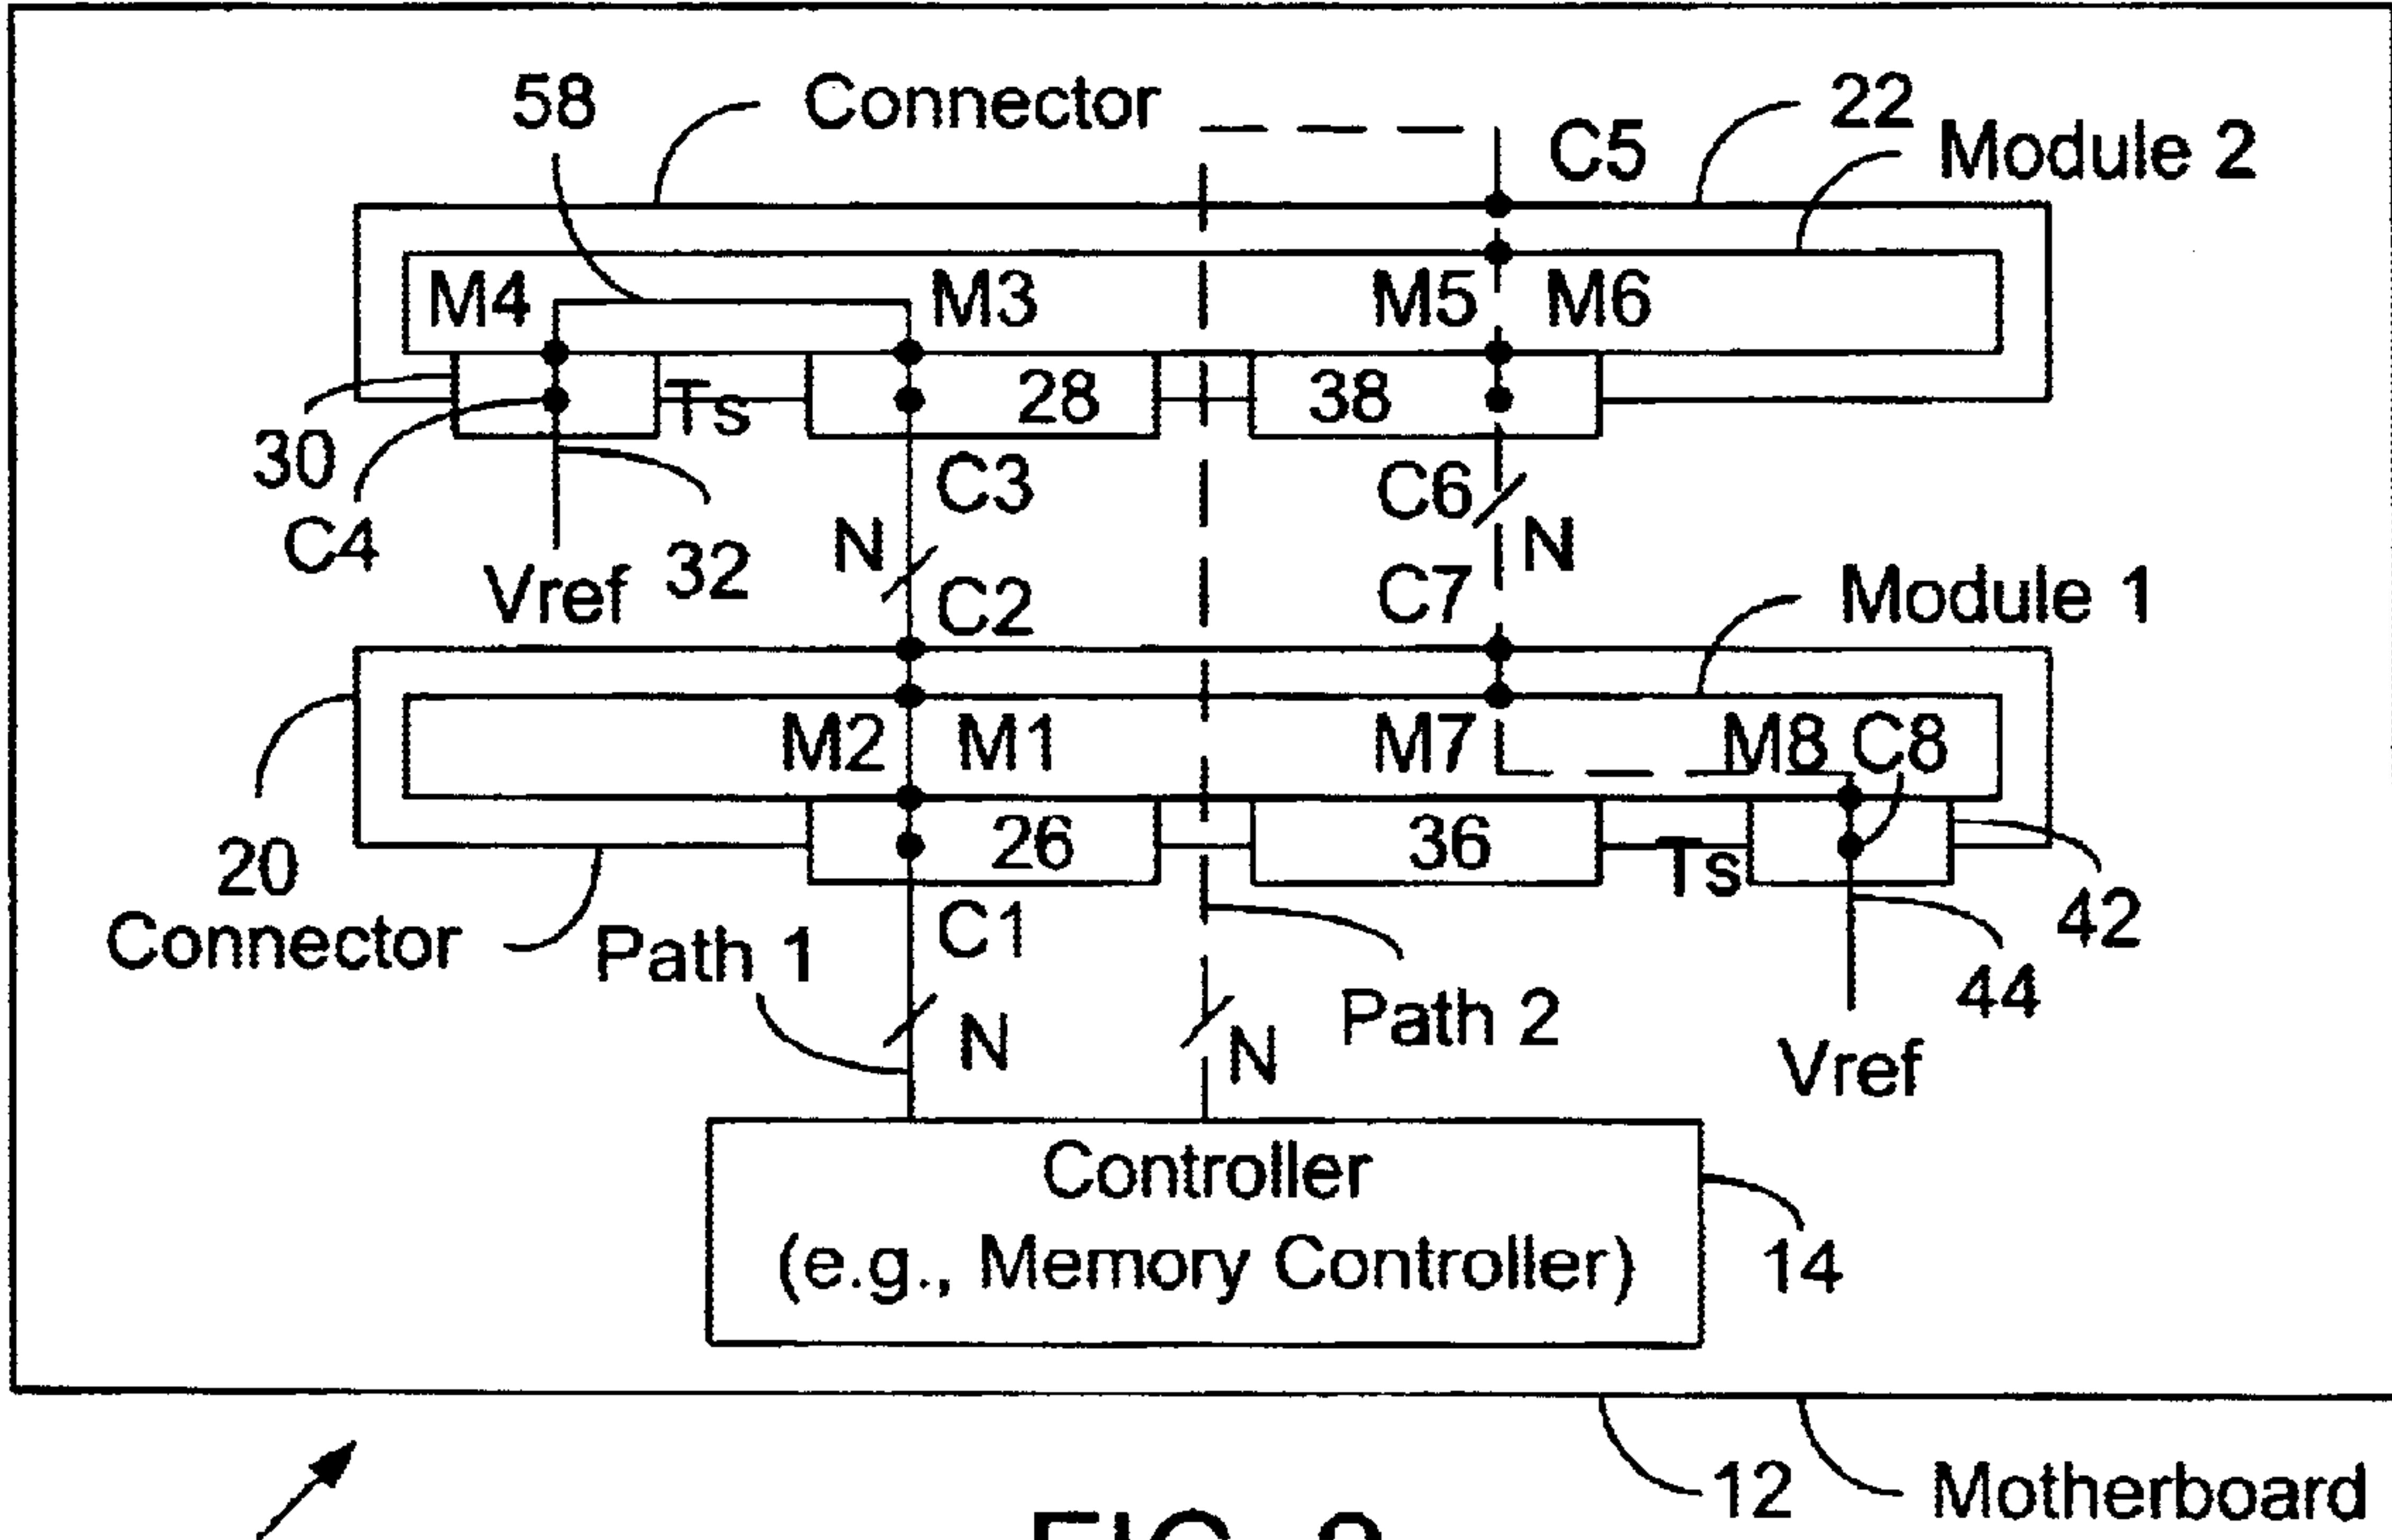 58 Connector C5 22 Module 2
M4 M3 M5 M6
30 Ts 28 38
C4 C3 C6
Vref 32 N C2 C7 N Module 1
M2 M1 M7 M8 C8
20 26 36 Ts 42
Connector Path 1 C1 Path 2 44
N N Vref
Controller
(e.g., Memory Controller) 14
12 Motherboard
FIG.